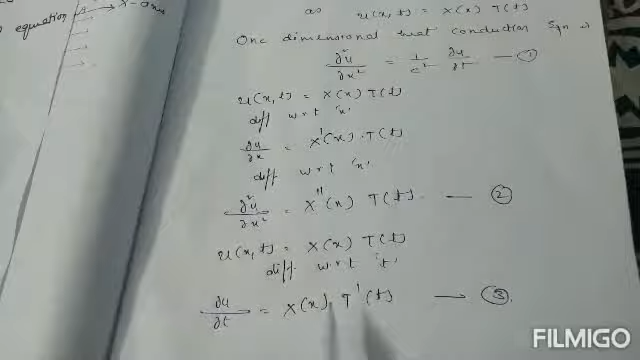 equation X - only
as u(x, t) = X(x) T(t)
One dimensional heat conduction Eqn is
∂²u/∂x² = 1/c² ∂u/∂t — ①
u(x, t) = X(x) T(t)
diff w r t 'x'
∂u/∂x = X'(x) . T(t)
diff w r t 'x'
∂²u/∂x² = X''(x) T(t) — ②
u(x, t) = X(x) T(t)
diff w r t 't'
∂u/∂t = X(x) T'(t) — ③.
FILMIGO